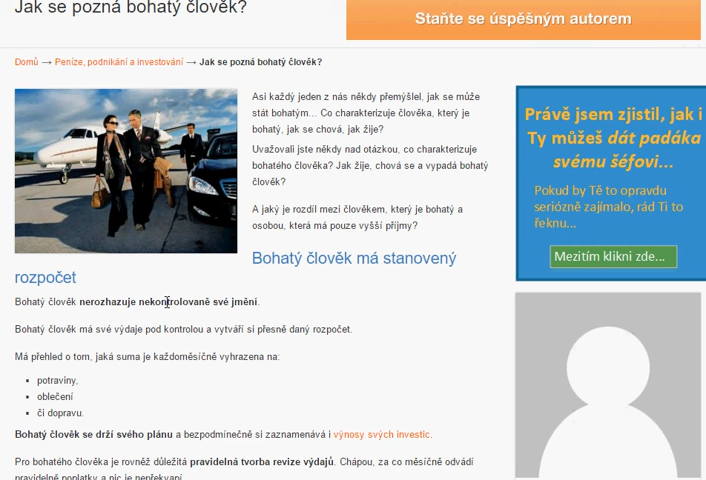 Jak se pozná bohatý člověk?
Staňte se úspěšným autorem
Domů → Peníze, podnikání a investování → Jak se pozná bohatý člověk?
Asi každý jeden z nás někdy přemýšlel, jak se může
stát bohatým... Co charakterizuje člověka, který je
bohatý, jak se chová, jak žije?
Uvažovali jste někdy nad otázkou, co charakterizuje
bohatého člověka? Jak žije, chová se a vypadá bohatý
člověk?
A jaký je rozdíl mezi člověkem, který je bohatý a
osobou, která má pouze vyšší příjmy?
Bohatý člověk má stanovený
rozpočet
Bohatý člověk nerozhazuje nekontrolovaně své jmění.
Bohatý člověk má své výdaje pod kontrolou a vytváří si přesně daný rozpočet.
Má přehled o tom, jaká suma je každoměsíčně vyhrazena na:
▪ potraviny,
▪ oblečení
▪ či dopravu.
Bohatý člověk se drží svého plánu a bezpodmínečně si zaznamenává i výnosy svých investic.
Pro bohatého člověka je rovněž důležitá pravidelná tvorba revize výdajů. Chápou, za co měsíčně odvádí
pravidelné poplatky a nic je nepřekvapí.
Právě jsem zjistil, jak i
Ty můžeš dát padáka
svému šéfovi...
Pokud by Tě to opravdu
seriózně zajímalo, rád Ti to
řeknu...
Mezitím klikni zde...